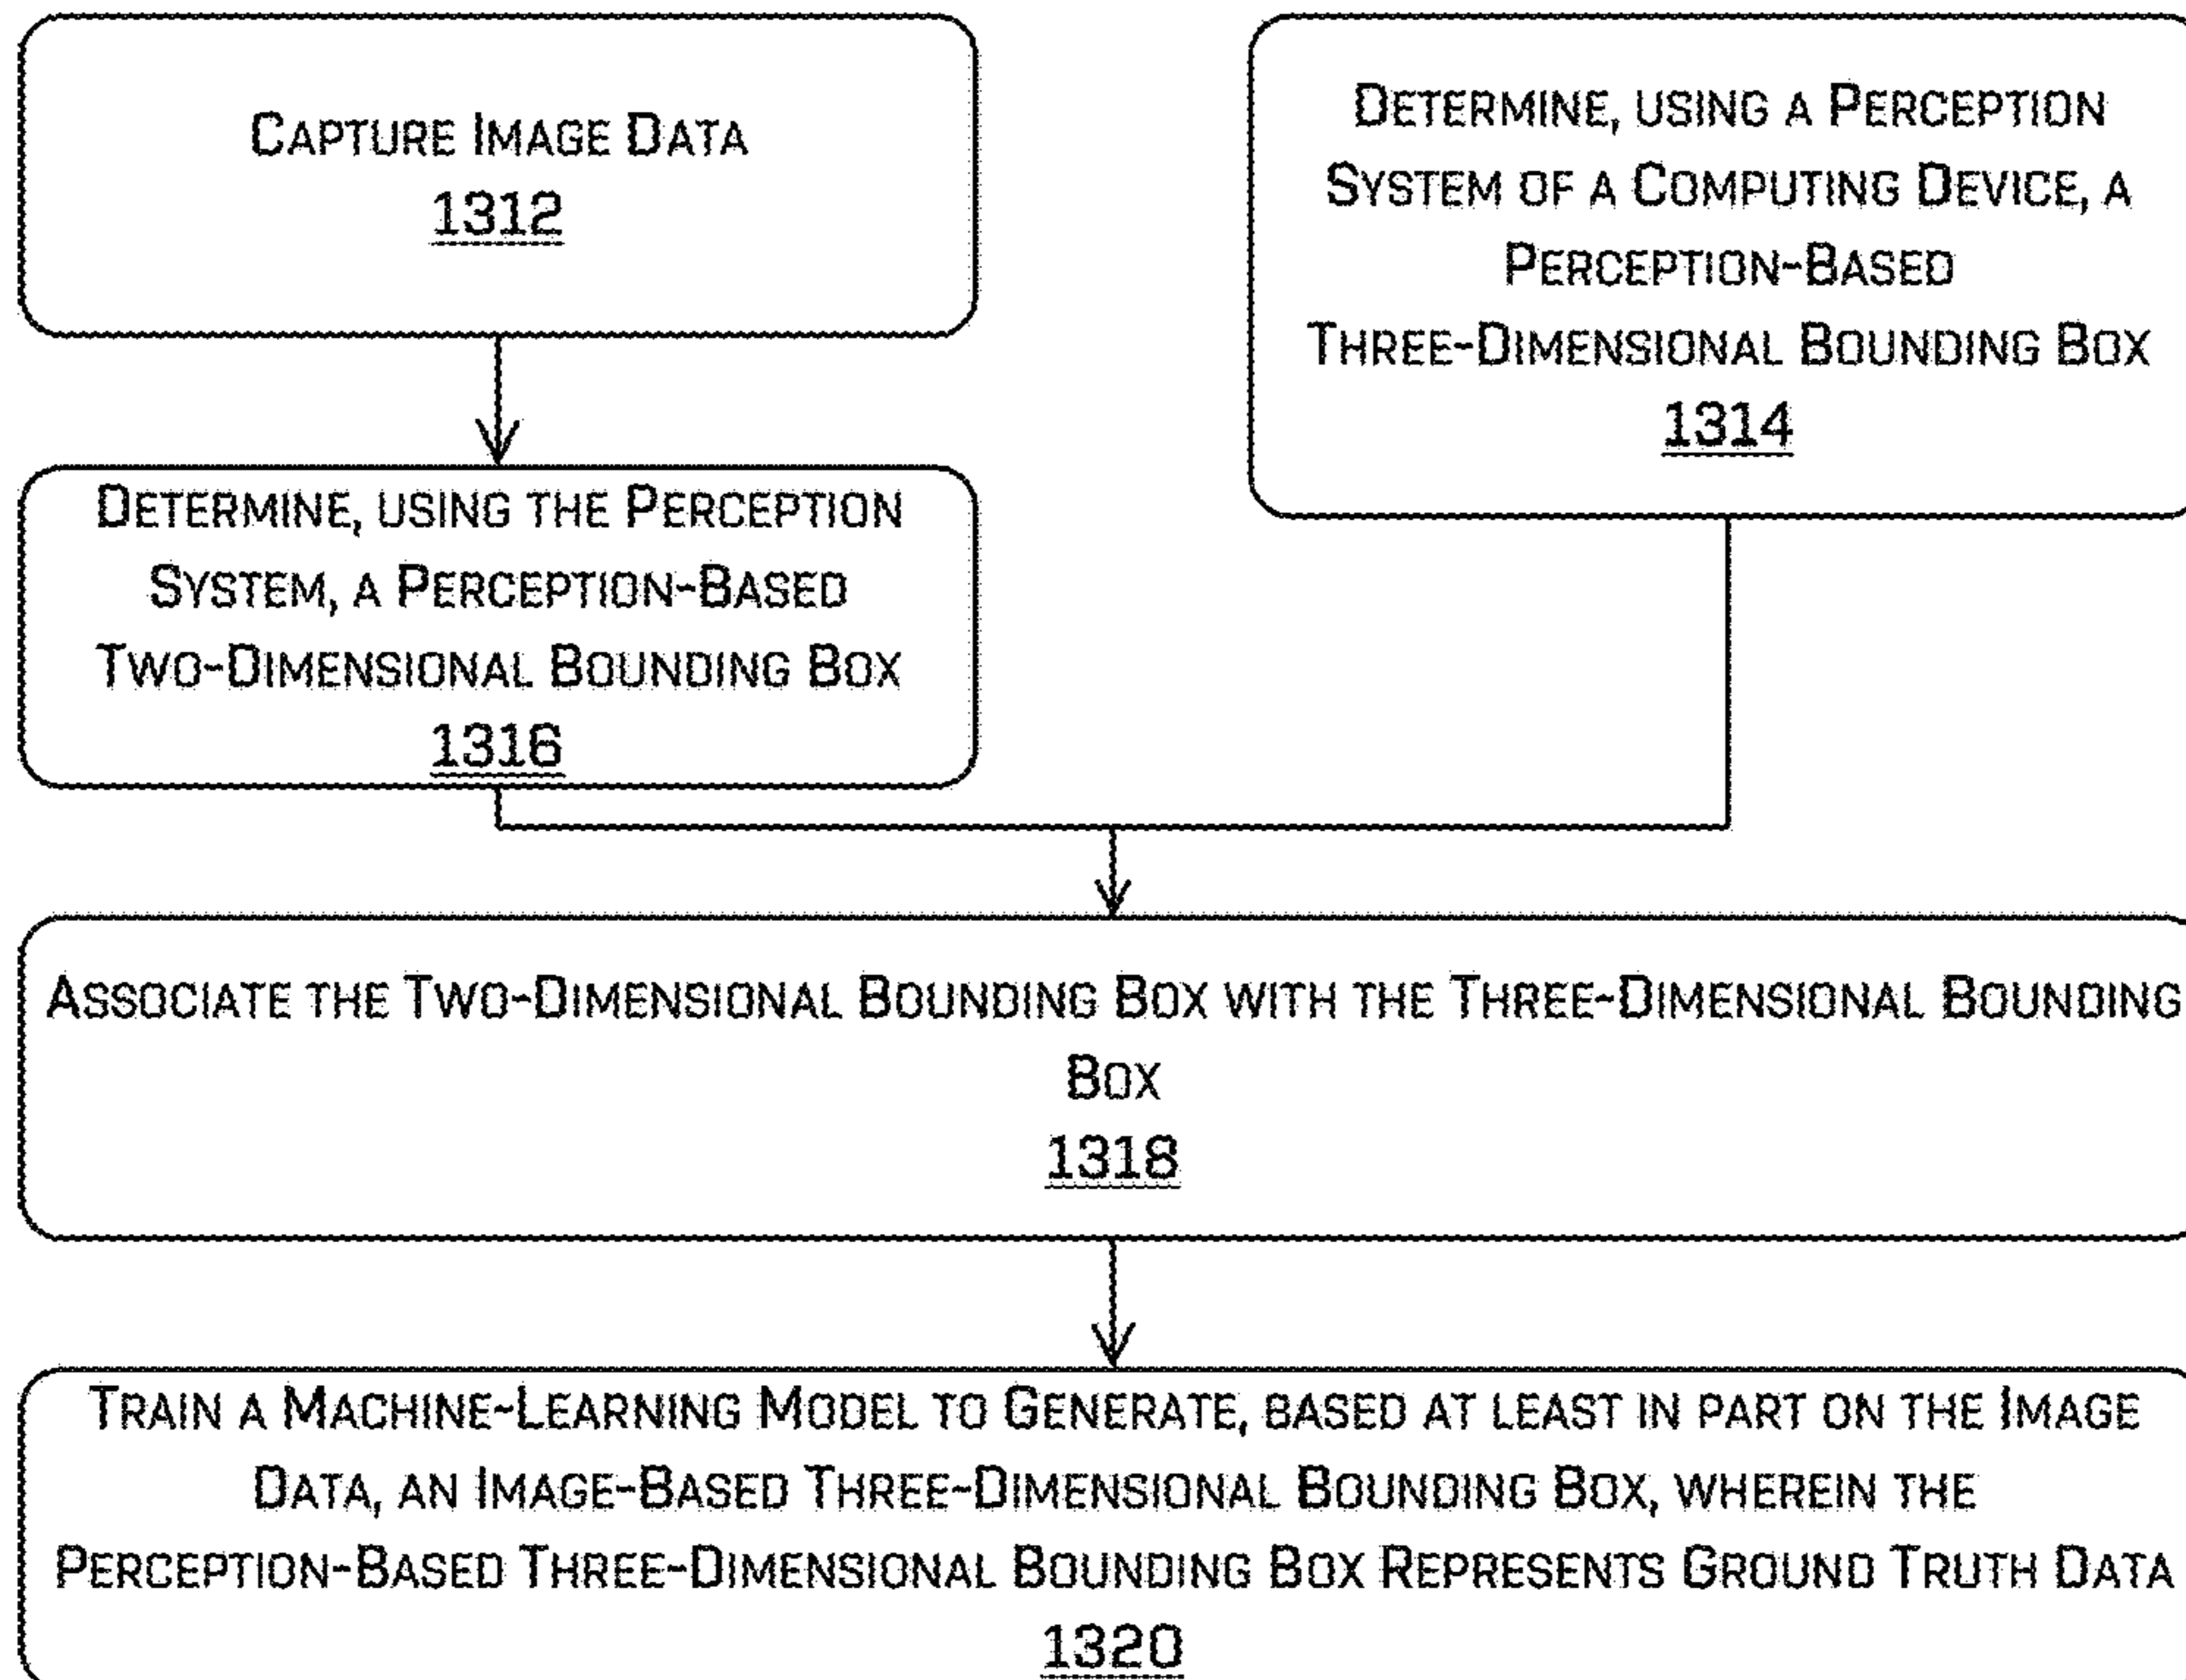 Capture Image Data
1312
Determine, using a Perception
System of a Computing Device, a
Perception-Based
Three-Dimensional Bounding Box
1314
Determine, using the Perception
System, a Perception-Based
Two-Dimensional Bounding Box
1316
Associate the Two-Dimensional Bounding Box with the Three-Dimensional Bounding
Box
1318
Train a Machine-Learning Model to Generate, based at least in part on the Image
Data, an Image-Based Three-Dimensional Bounding Box, wherein the
Perception-Based Three-Dimensional Bounding Box Represents Ground Truth Data
1320